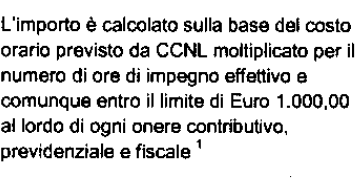 L'importo è calcolato sulla base del costo
orario previsto da CCNL moltiplicato per il
numero di ore di impegno effettivo e
comunque entro il limite di Euro 1.000,00
al lordo di ogni onere contributivo,
previdenziale e fiscale ¹